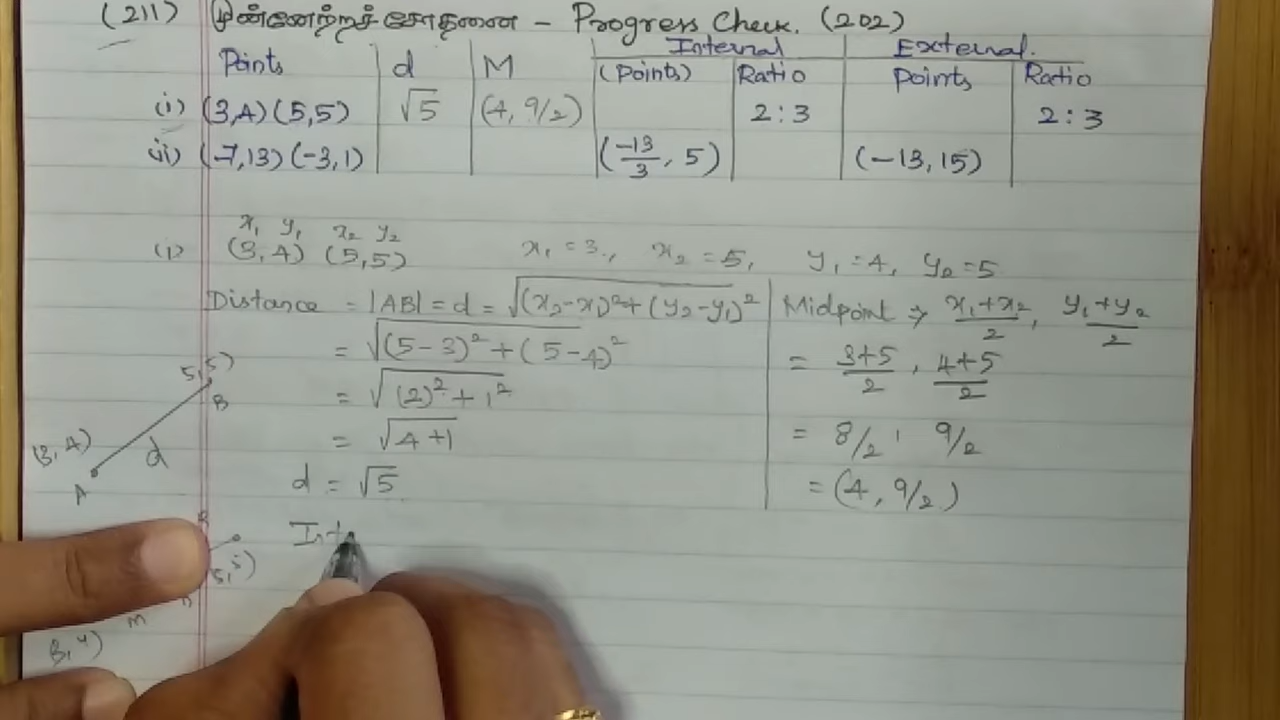 (211) முன்னேற்றச் சோதனை - Progress Check. (202)
Internal External.
Points d M (Points) Ratio Points Ratio
(i) (3,4) (5,5) √5 (4, 9/2) 2:3 2:3
(ii) (-7,13) (-3,1) (-13/3, 5) (-13, 15)
x₁ y₁ x₂ y₂
(i) (3,4) (5,5) x₁ = 3., x₂ = 5, y₁ = 4, y₂ = 5
Distance = |AB| = d = √(x₂-x₁)²+(y₂-y₁)²
= √(5-3)²+(5-4)²
= √(2)²+1²
= √4+1
d = √5
Midpoint ⇒ x₁+x₂/2, y₁+y₂/2
= 3+5/2, 4+5/2
= 8/2, 9/2
= (4, 9/2)
5,5)
B
(3,4)
d
A
5,5)
m
3,4)
Int